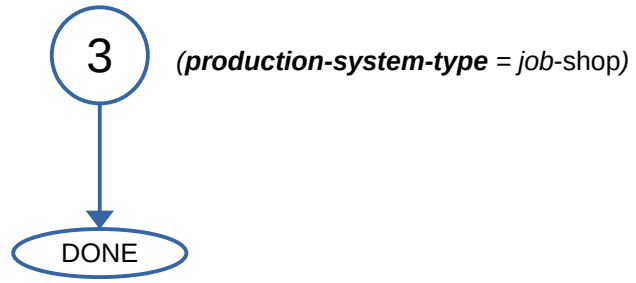 3 (production-system-type = job-shop)
DONE